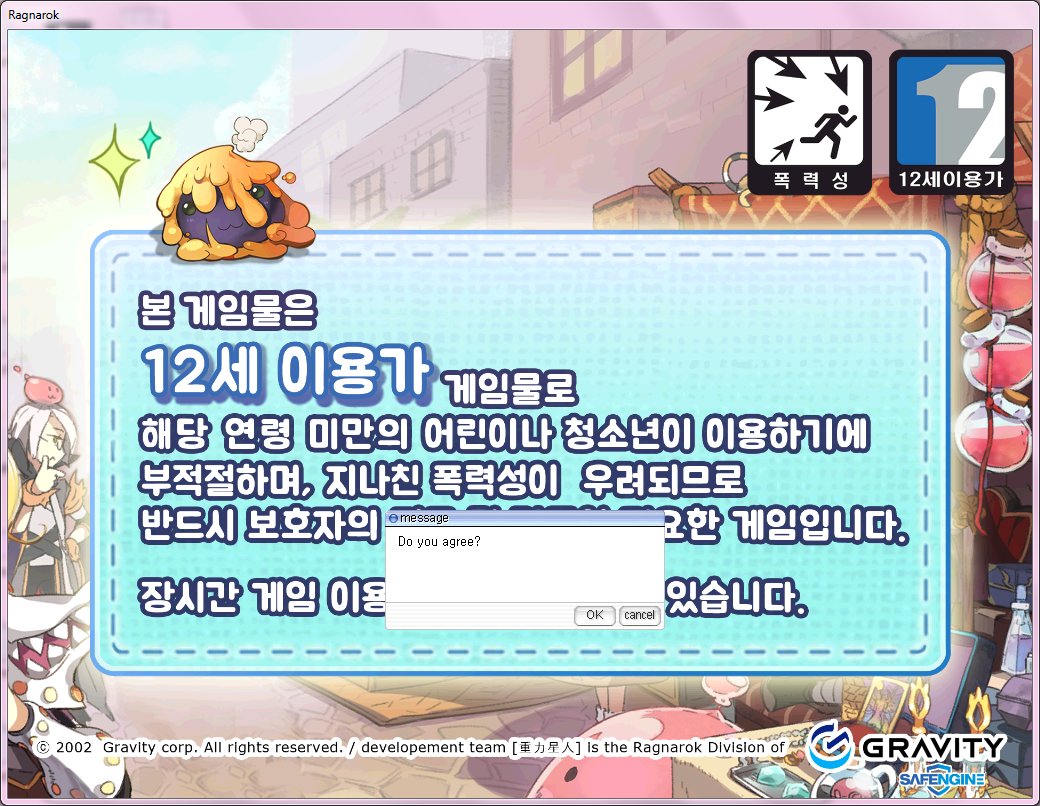 Ragnarok
폭력성
12
12세이용가
본 게임물은
12세 이용가 게임물로
해당 연령 미만의 어린이나 청소년이 이용하기에
부적절하며, 지나친 폭력성이 우려되므로
반드시 보호자의 요한 게임입니다.
message
Do you agree?
장시간 게임 이용 있습니다.
OK cancel
ⓒ 2002 Gravity corp. All rights reserved. / developement team [重力星人] is the Ragnarok Division of GRAVITY
SAFENGINE